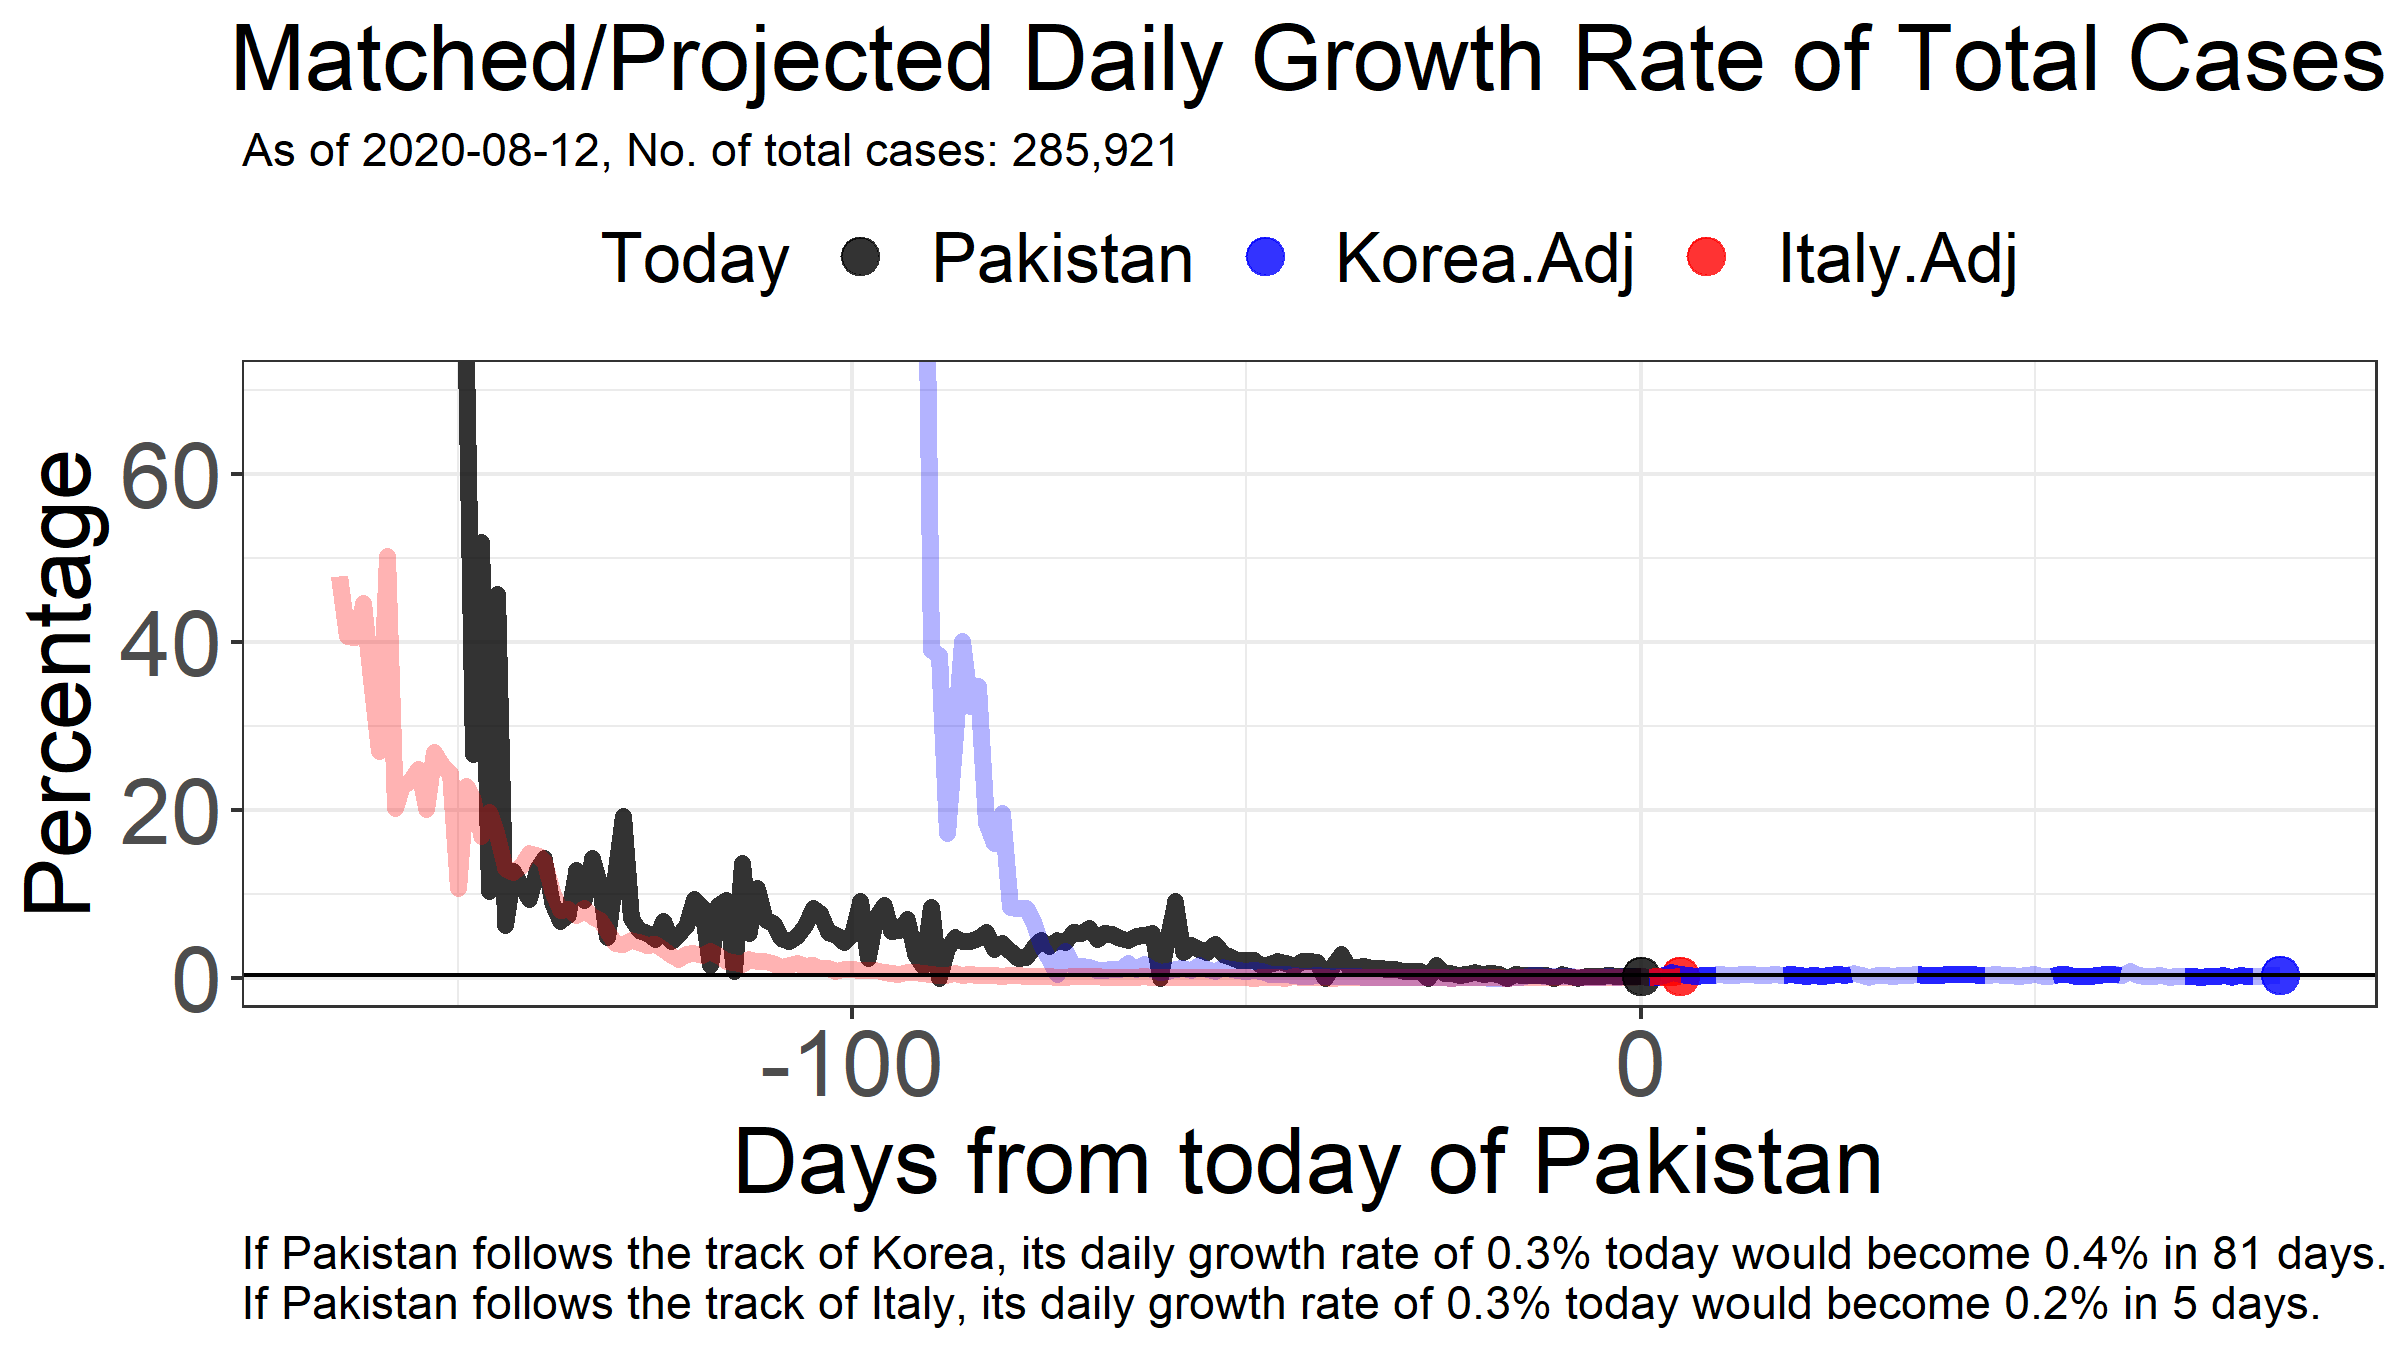 Matched/Projected Daily Growth Rate of Total Cases
As of 2020-08-12, No. of total cases: 285,921
Today Pakistan Korea.Adj Italy.Adj
Percentage
60
40
20
0
-100 0
Days from today of Pakistan
If Pakistan follows the track of Korea, its daily growth rate of 0.3% today would become 0.4% in 81 days.
If Pakistan follows the track of Italy, its daily growth rate of 0.3% today would become 0.2% in 5 days.